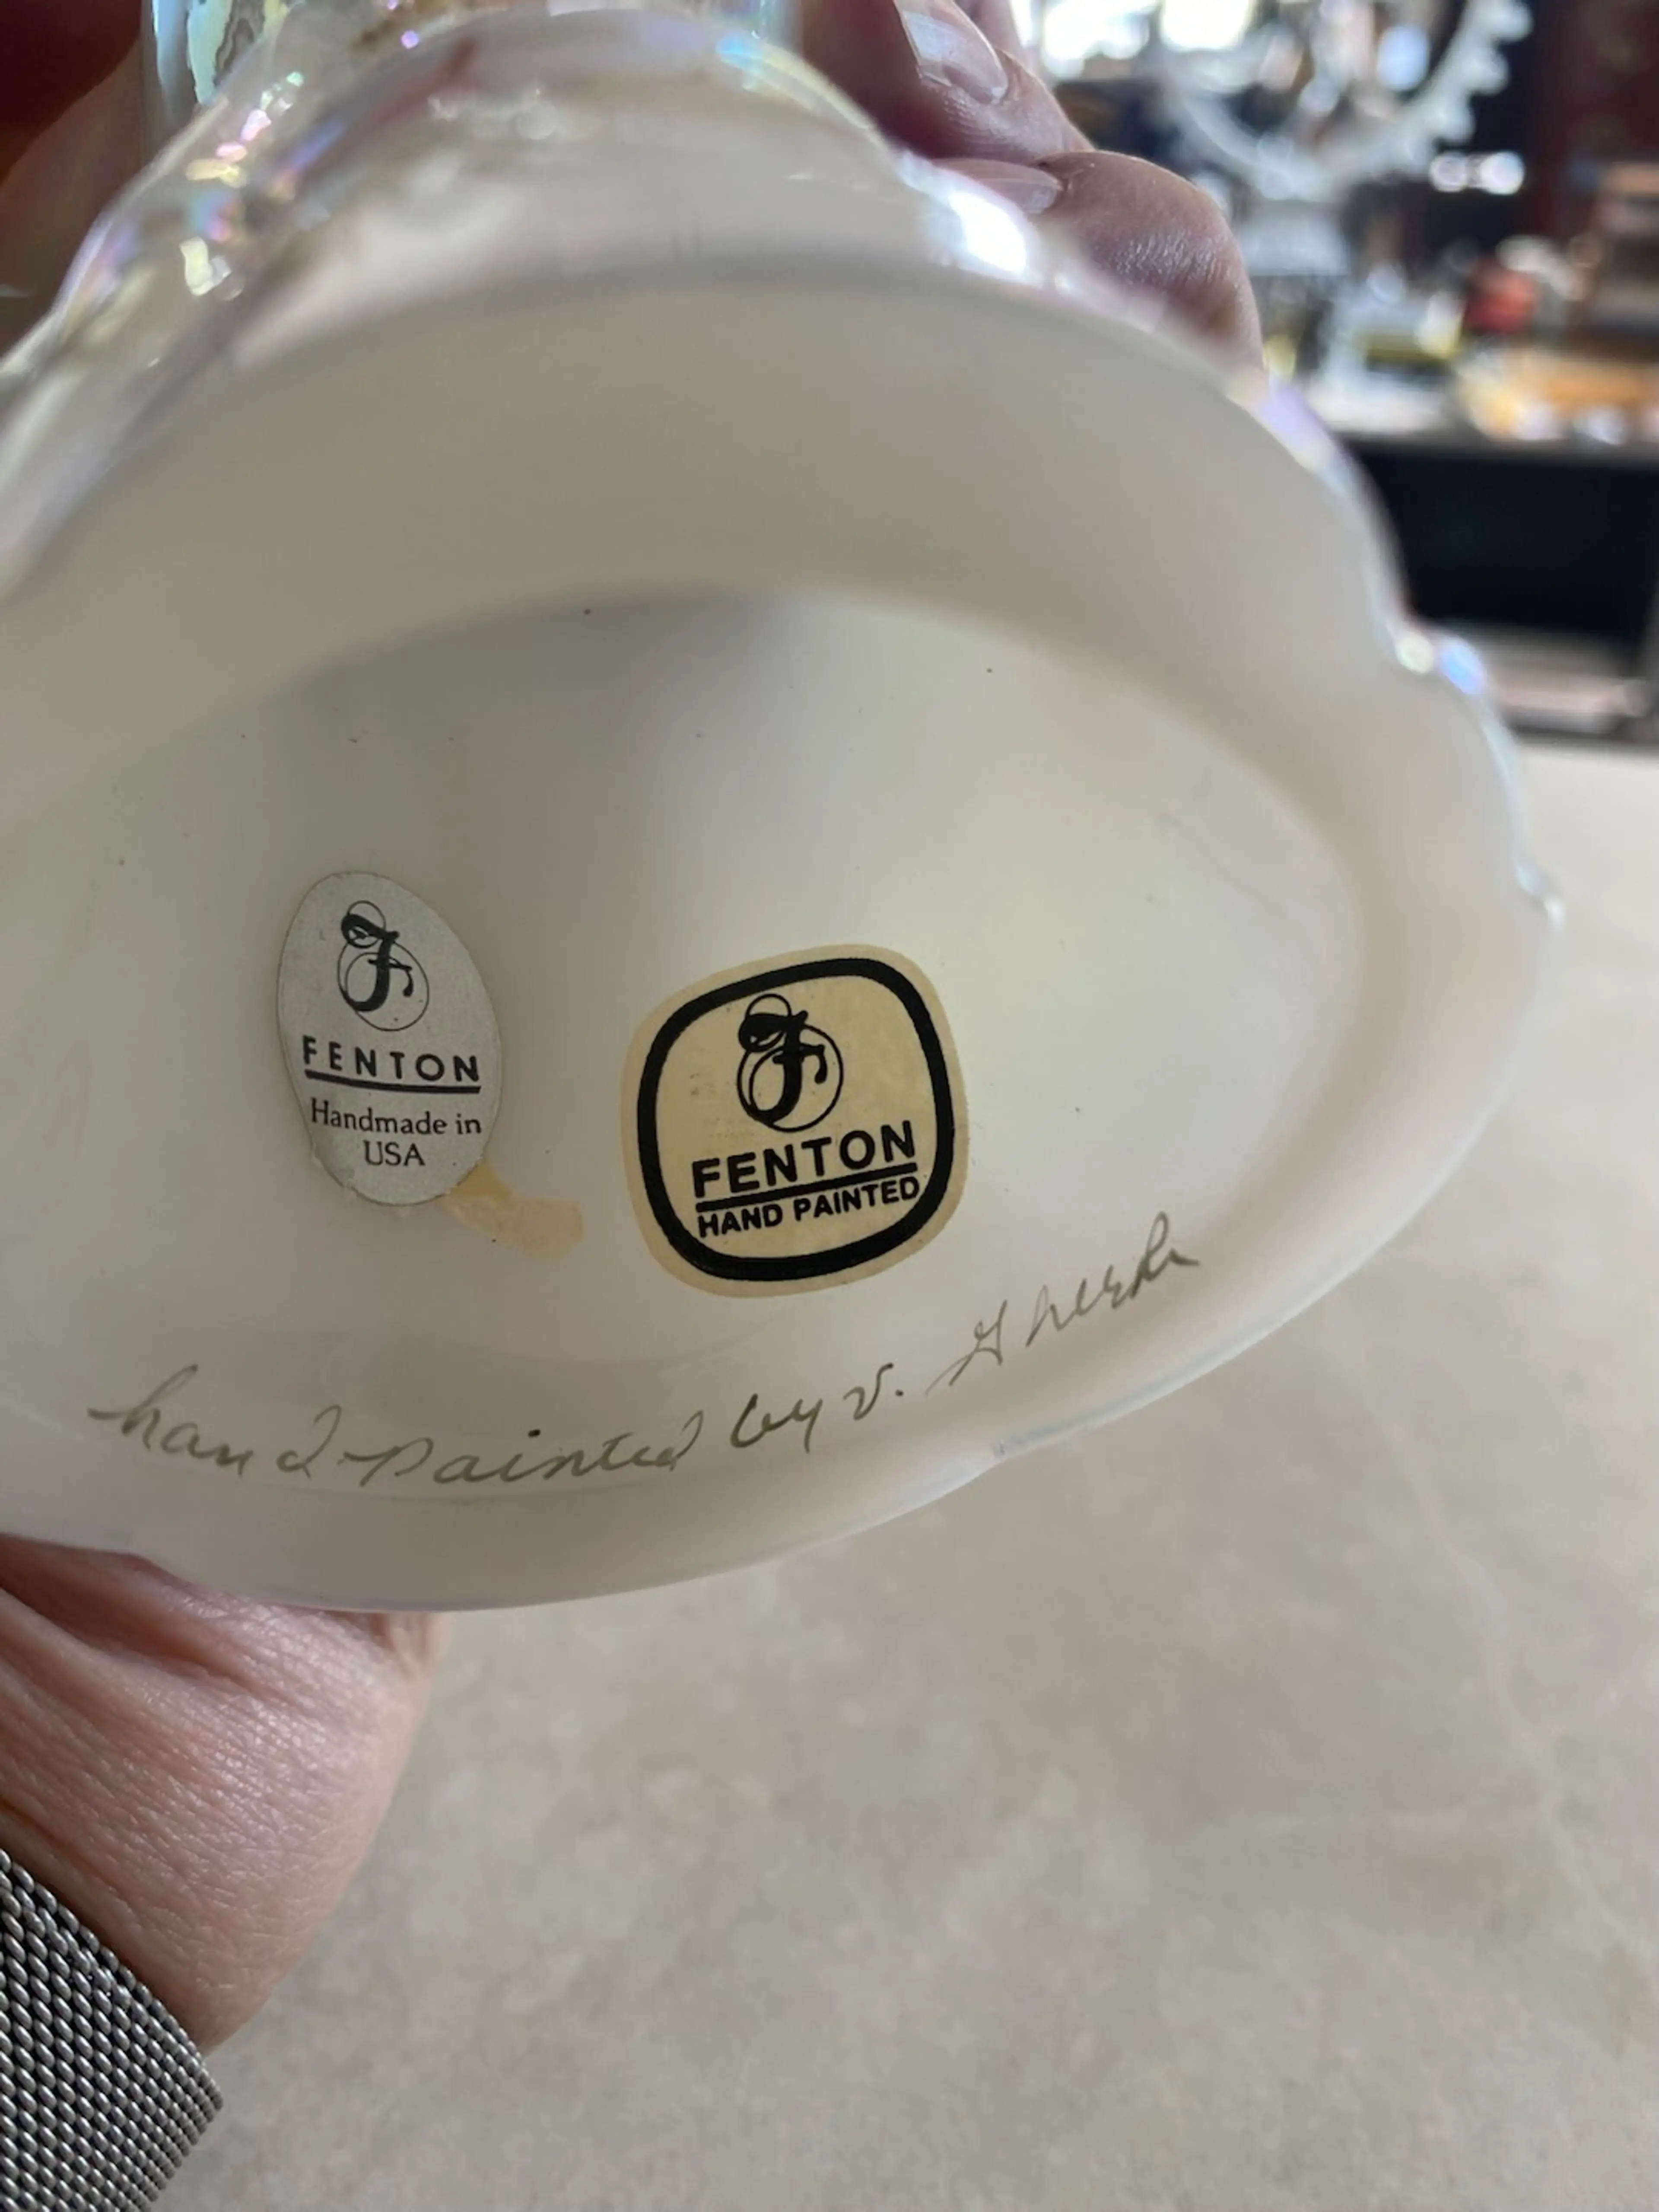 F
FENTON
Handmade in
USA
F
FENTON
HAND PAINTED
hand painted by v.